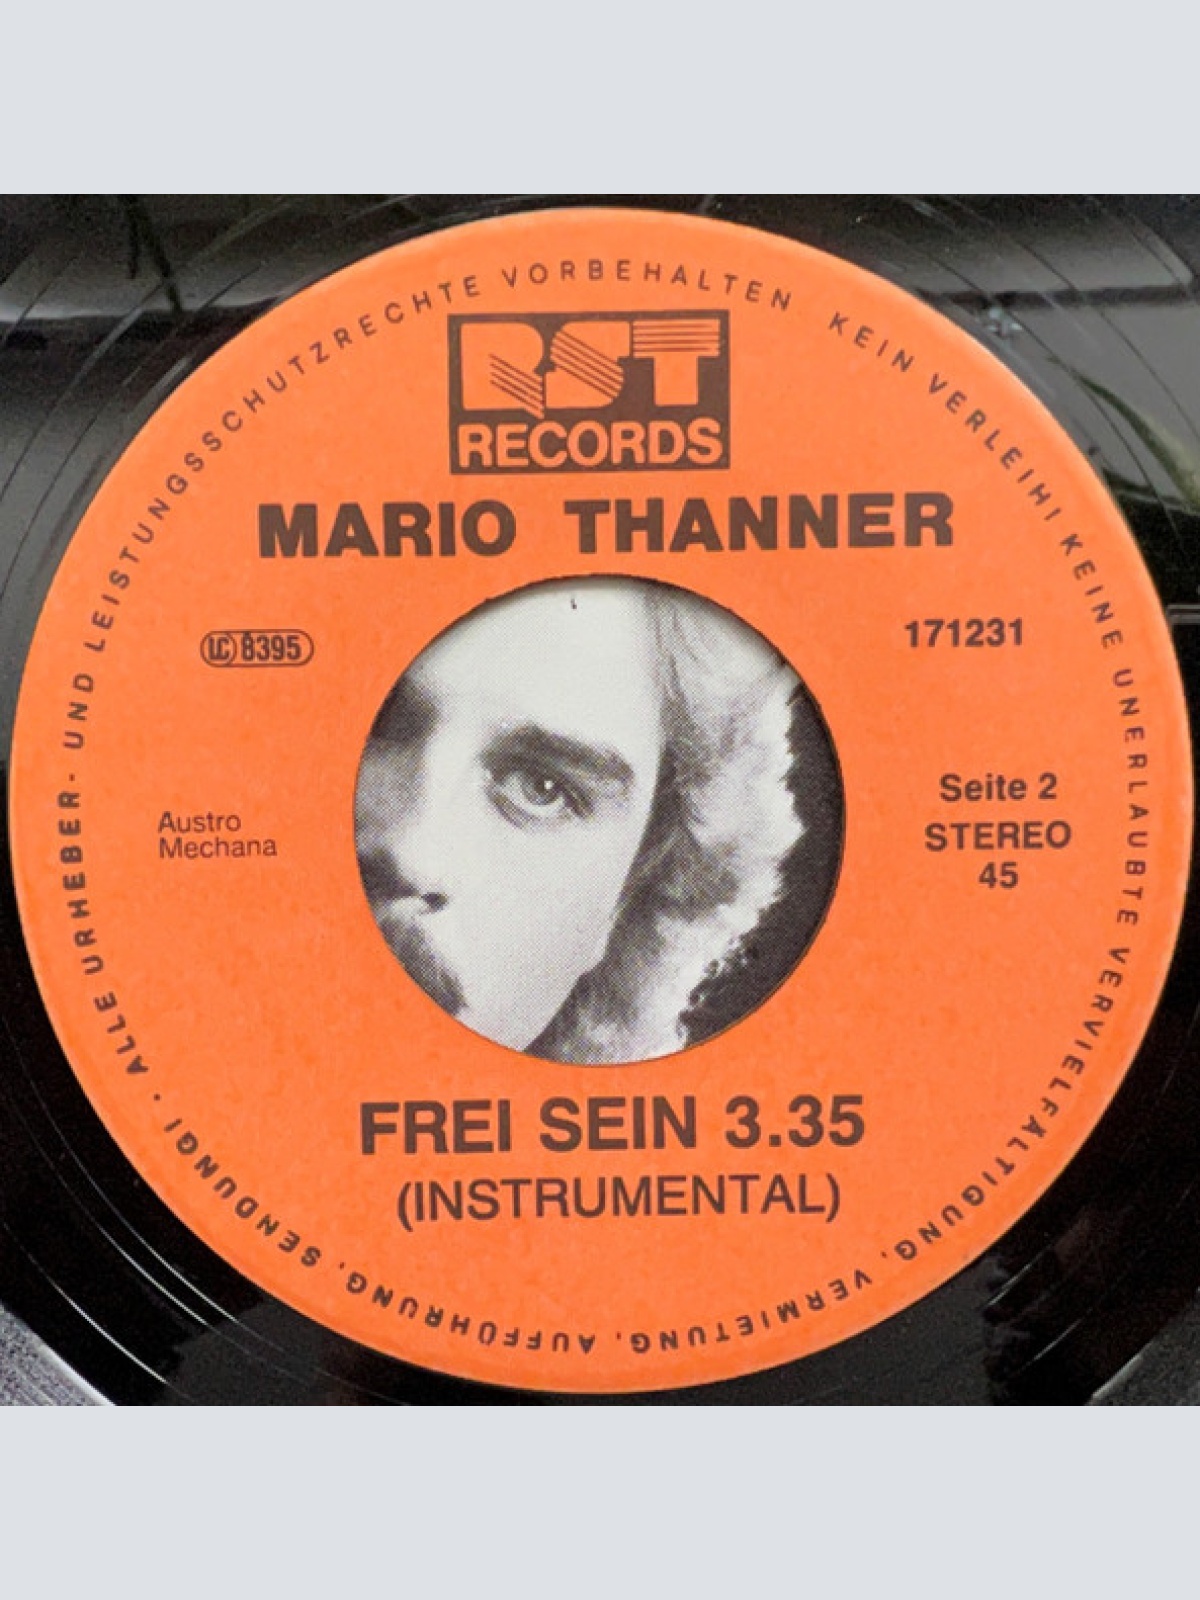 ALLE URHEBER- UND LEISTUNGSSCHUTZRECHTE VORBEHALTEN KEIN VERLEIH! KEINE UNERLAUBTE VERVIELFÄLTIGUNG, VERMIETUNG, AUFFÜHRUNG, SENDUNG! •
RST
RECORDS
MARIO THANNER
LC 8395
171231
Austro
Mechana
Seite 2
STEREO
45
FREI SEIN 3.35
(INSTRUMENTAL)